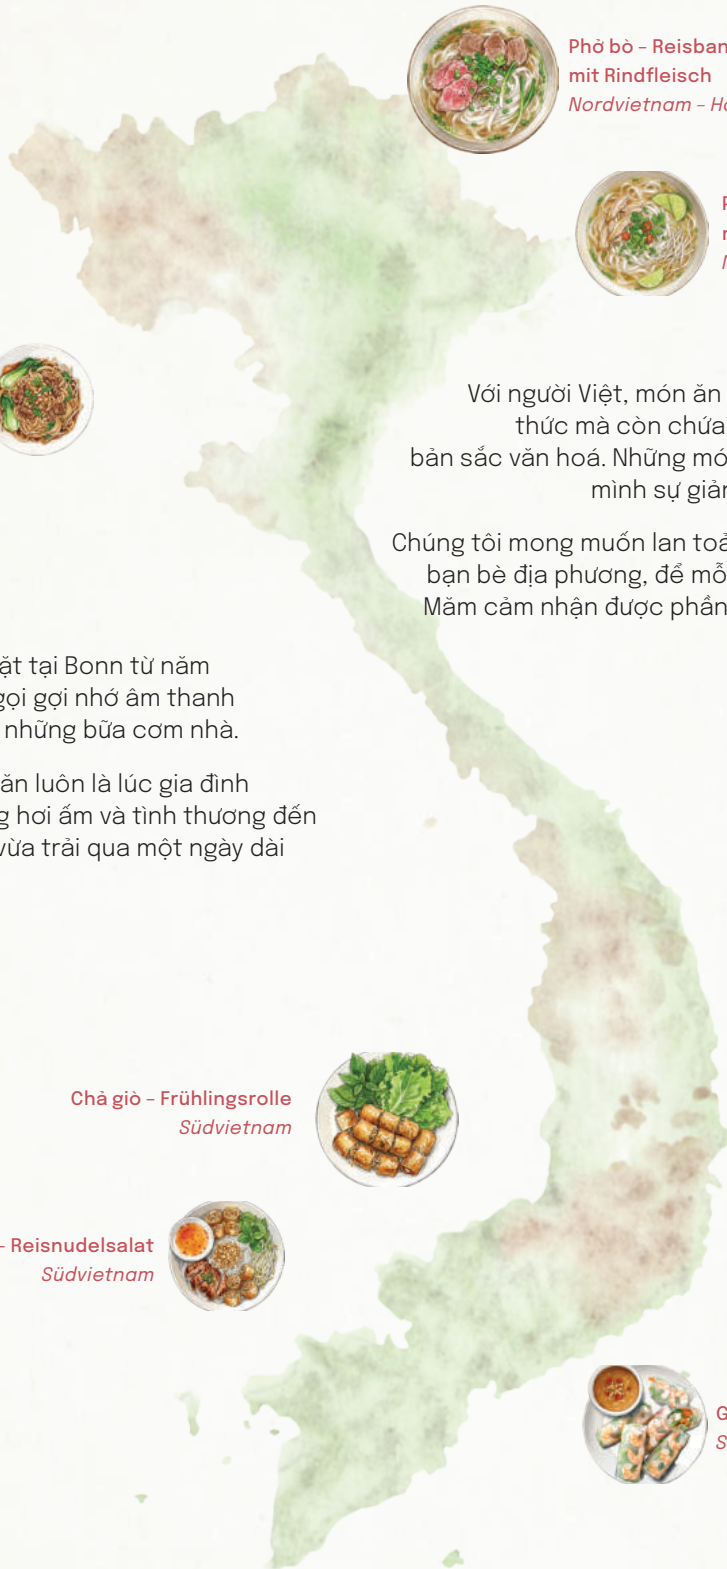 Phở bò – Reisban
mit Rindfleisch
Nordvietnam – Ha
Với người Việt, món ăn
thức mà còn chứa
bản sắc văn hoá. Những mó
mình sự giả
Chúng tôi mong muốn lan toả
bạn bè địa phương, để mỗ
Măm cảm nhận được phần
ặt tại Bonn từ năm
gọi gợi nhớ âm thanh
những bữa cơm nhà.
ăn luôn là lúc gia đình
g hơi ấm và tình thương đến
vừa trải qua một ngày dài
Chả giò – Frühlingsrolle
Südvietnam
– Reisnudelsalat
Südvietnam
G
S